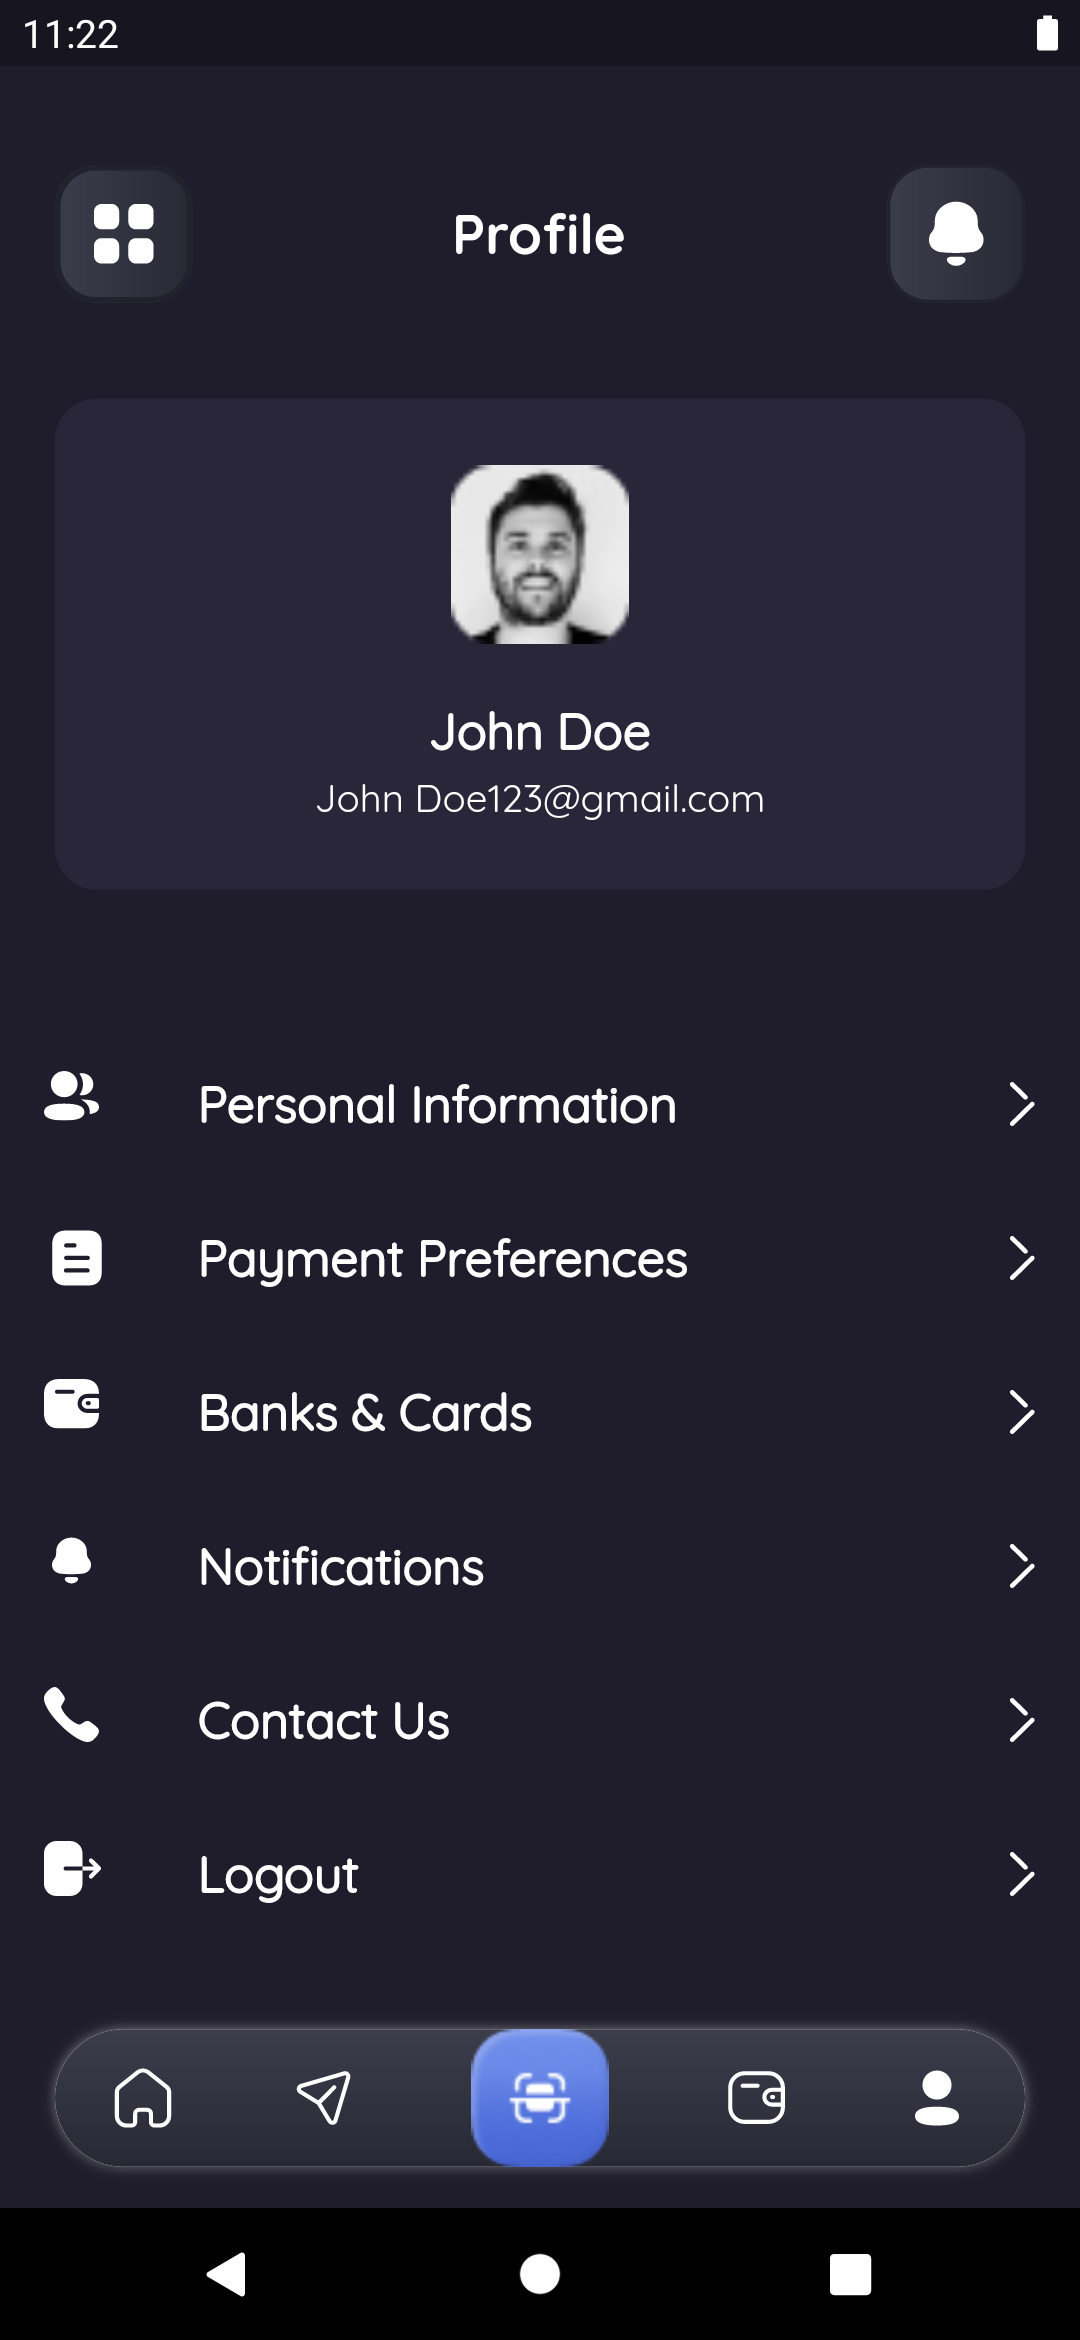 11:22
Profile
John Doe
John Doe123@gmail.com
Personal Information
Payment Preferences
Banks & Cards
Notifications
Contact Us
Logout